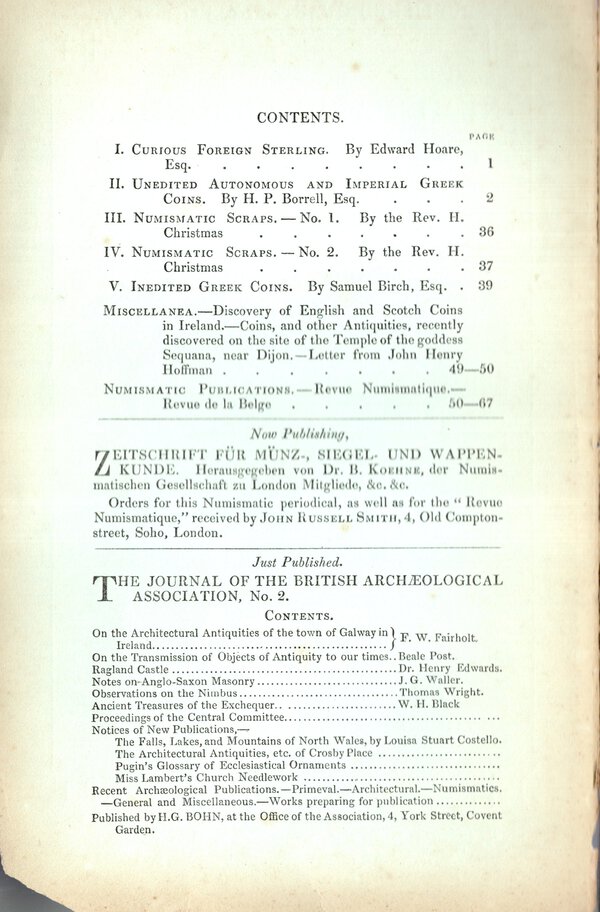 CONTENTS.
PAGE
I. CURIOUS FOREIGN STERLING. By Edward Hoare,
Esq. . . . . . . . . 1
II. UNEDITED AUTONOMOUS AND IMPERIAL GREEK
COINS. By H. P. Borrell, Esq. . . . 2
III. NUMISMATIC SCRAPS. — No. 1. By the Rev. H.
Christmas . . . . . . . 36
IV. NUMISMATIC SCRAPS. — No. 2. By the Rev. H.
Christmas . . . . . . . 37
V. INEDITED GREEK COINS. By Samuel Birch, Esq. . 39
MISCELLANEA.—Discovery of English and Scotch Coins
in Ireland.—Coins, and other Antiquities, recently
discovered on the site of the Temple of the goddess
Sequana, near Dijon.—Letter from John Henry
Hoffman . . . . . . . 49—50
NUMISMATIC PUBLICATIONS.—Revue Numismatique.—
Revue de la Belge . . . . . 50—67
Now Publishing,
ZEITSCHRIFT FÜR MÜNZ-, SIEGEL- UND WAPPEN-
KUNDE. Herausgegeben von Dr. B. KOEHNE, der Numis-
matischen Gesellschaft zu London Mitgliede, &c. &c.
Orders for this Numismatic periodical, as well as for the "Revue
Numismatique," received by JOHN RUSSELL SMITH, 4, Old Compton-
street, Soho, London.
Just Published.
THE JOURNAL OF THE BRITISH ARCHÆOLOGICAL
ASSOCIATION, No. 2.
CONTENTS.
On the Architectural Antiquities of the town of Galway in } F. W. Fairholt.
Ireland..............................................
On the Transmission of Objects of Antiquity to our times..Beale Post.
Ragland Castle ..............................................Dr. Henry Edwards.
Notes on-Anglo-Saxon Masonry ..............................J. G. Waller.
Observations on the Nimbus..................................Thomas Wright.
Ancient Treasures of the Exchequer.. ........................W. H. Black
Proceedings of the Central Committee.......................................... ...
Notices of New Publications,—
The Falls, Lakes, and Mountains of North Wales, by Louisa Stuart Costello.
The Architectural Antiquities, etc. of Crosby Place ...........................
Pugin's Glossary of Ecclesiastical Ornaments .................................
Miss Lambert's Church Needlework ...........................................
Recent Archæological Publications.—Primeval.—Architectural.—Numismatics.
—General and Miscellaneous.—Works preparing for publication .............
Published by H.G. BOHN, at the Office of the Association, 4, York Street, Covent
Garden.